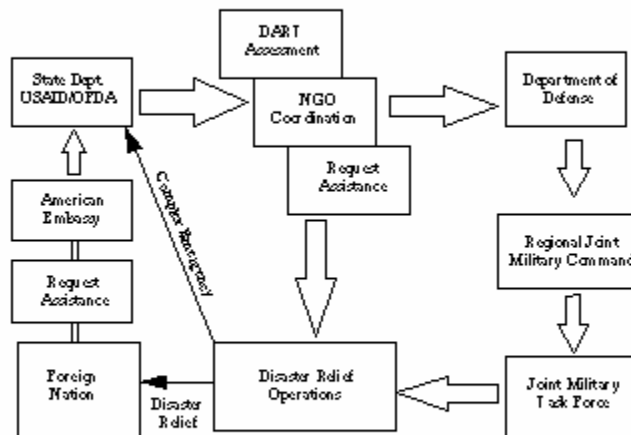 DART
Assessment
State Dept.
USAID/OFDA
NGO
Coordination
Department of
Defense
Request
Assistance
Complex Emergency
American
Embassy
Request
Assistance
Regional Joint
Military Command
Foreign
Nation
Disaster
Relief
Disaster Relief
Operations
Joint Military
Task Force